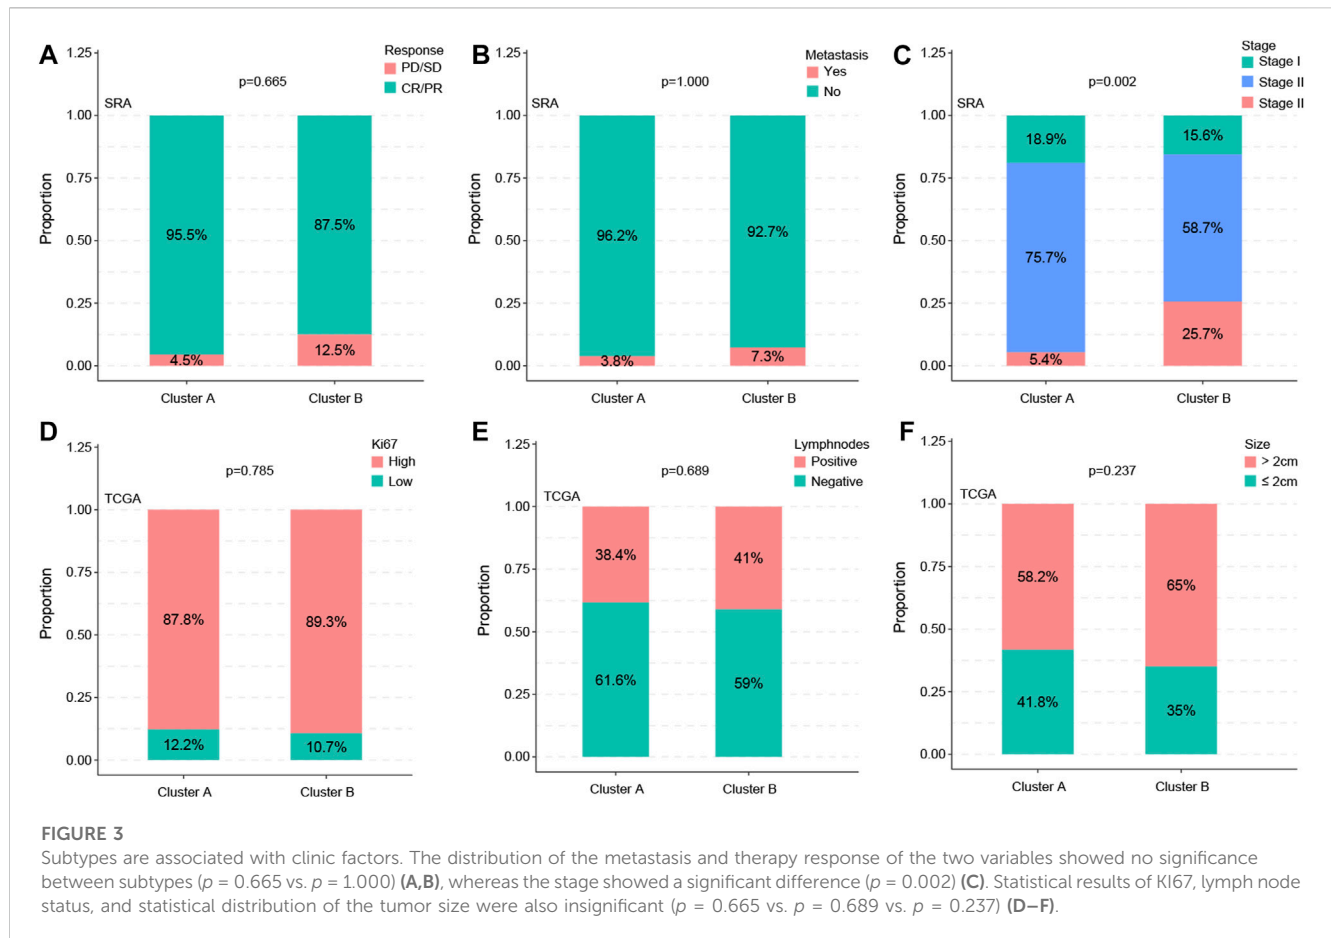 A
1.25
1.00
0.75
0.50
0.25
0.00
Proportion
SRA
p=0.665
Response
PD/SD
CR/PR
95.5%
87.5%
4.5%
12.5%
Cluster A
Cluster B
B
1.25
1.00
0.75
0.50
0.25
0.00
Proportion
SRA
p=1.000
Metastasis
Yes
No
96.2%
92.7%
3.8%
7.3%
Cluster A
Cluster B
C
1.25
1.00
0.75
0.50
0.25
0.00
Proportion
SRA
p=0.002
Stage
Stage I
Stage II
Stage II
18.9%
15.6%
75.7%
58.7%
5.4%
25.7%
Cluster A
Cluster B
D
1.25
1.00
0.75
0.50
0.25
0.00
Proportion
TCGA
p=0.785
Ki67
High
Low
87.8%
89.3%
12.2%
10.7%
Cluster A
Cluster B
E
1.25
1.00
0.75
0.50
0.25
0.00
Proportion
TCGA
p=0.689
Lymphnodes
Positive
Negative
38.4%
41%
61.6%
59%
Cluster A
Cluster B
F
1.25
1.00
0.75
0.50
0.25
0.00
Proportion
TCGA
p=0.237
Size
> 2cm
≤ 2cm
58.2%
65%
41.8%
35%
Cluster A
Cluster B
FIGURE 3
Subtypes are associated with clinic factors. The distribution of the metastasis and therapy response of the two variables showed no significance
between subtypes (p = 0.665 vs. p = 1.000) (A,B), whereas the stage showed a significant difference (p = 0.002) (C). Statistical results of KI67, lymph node
status, and statistical distribution of the tumor size were also insignificant (p = 0.665 vs. p = 0.689 vs. p = 0.237) (D–F).